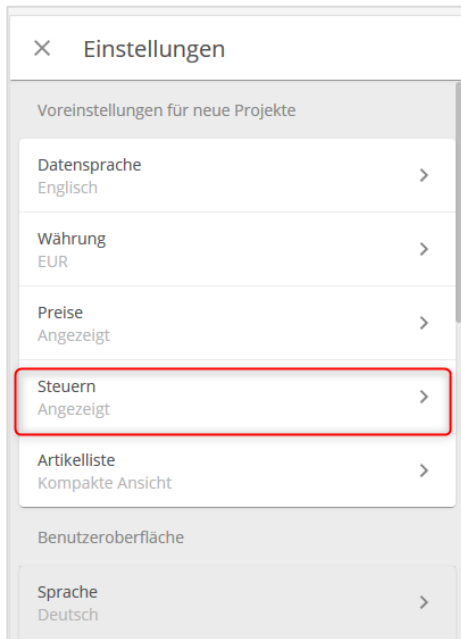 Einstellungen
Voreinstellungen für neue Projekte
Datensprache
Englisch
Währung
EUR
Preise
Angezeigt
Steuern
Angezeigt
Artikelliste
Kompakte Ansicht
Benutzeroberfläche
Sprache
Deutsch